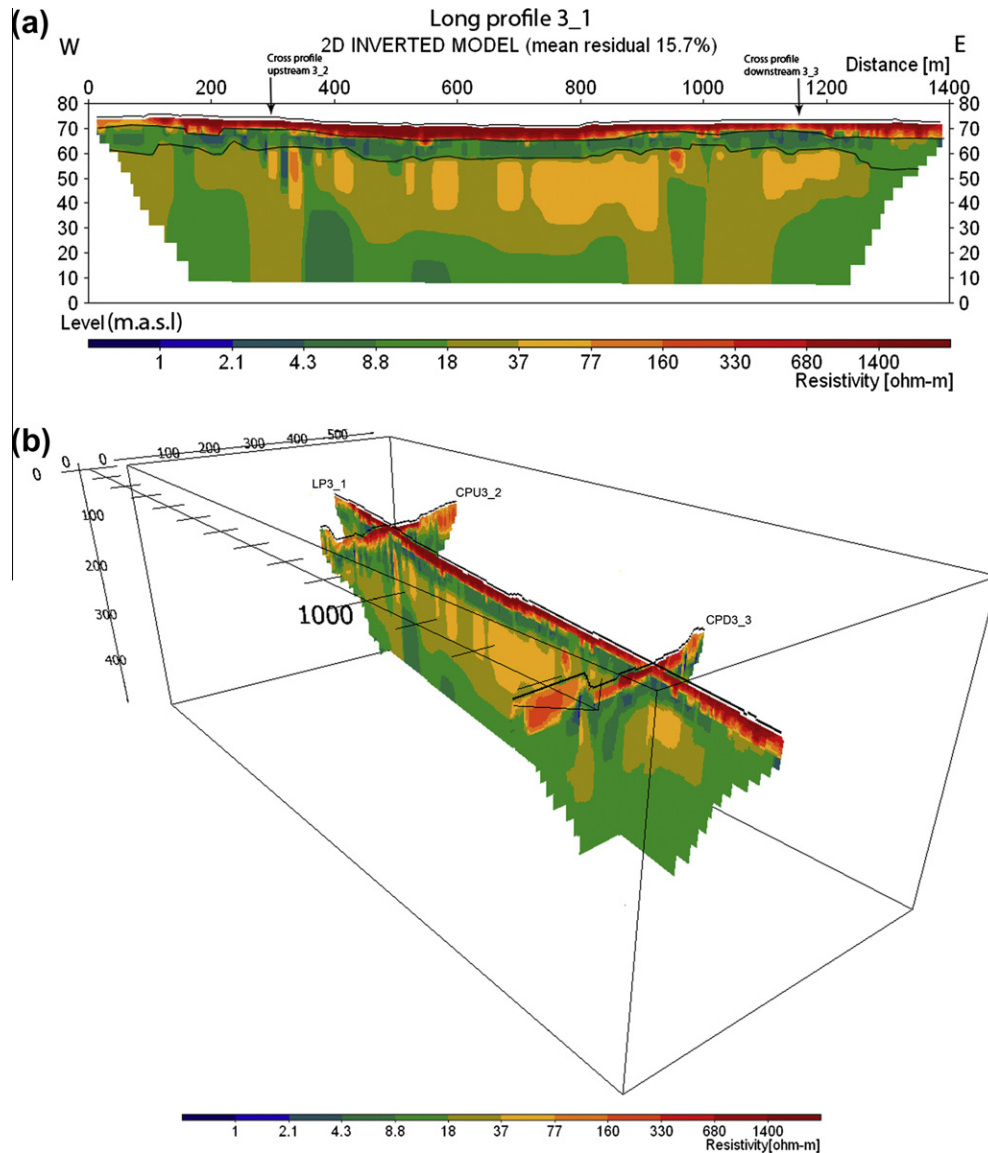 (a)
Long profile 3_1
W
2D INVERTED MODEL (mean residual 15.7%)
E
Cross profile
upstream 3_2
Cross profile
downstream 3_3
Distance [m]
0 200 400 600 800 1000 1200 1400
80 80
70 70
60 60
50 50
40 40
30 30
20 20
10 10
0 0
Level (m.a.s.l)
1 2.1 4.3 8.8 18 37 77 160 330 680 1400
Resistivity [ohm-m]
(b)
0 0 0 100 200 300 400 500
LP3_1
CPU3_2
100
200
300
400
1000
CPD3_3
1 2.1 4.3 8.8 18 37 77 160 330 680 1400
Resistivity[ohm-m]